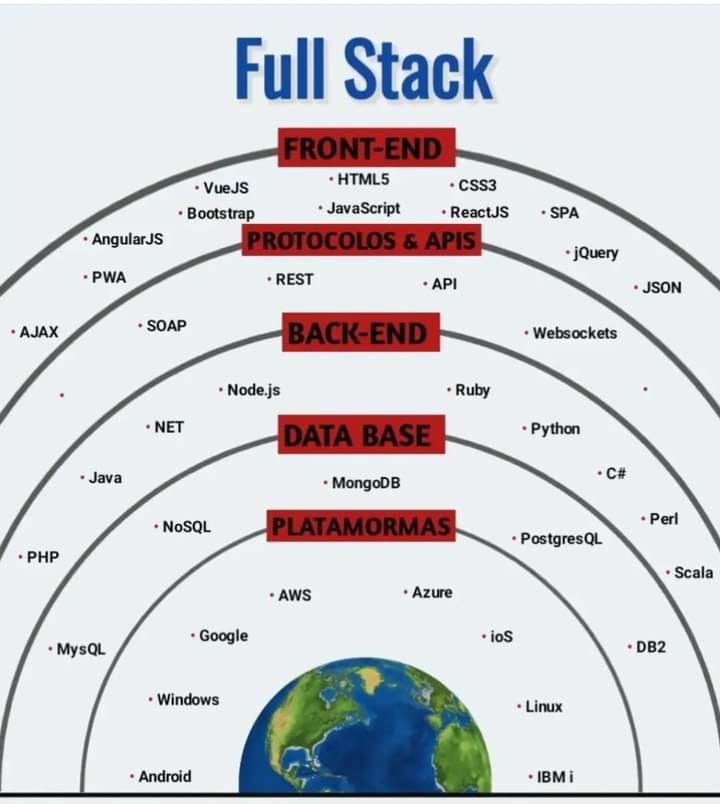 Full Stack
FRONT-END
• VueJS
• HTML5
• CSS3
• Bootstrap
• JavaScript
• ReactJS
• SPA
• AngularJS
• jQuery
• PWA
• JSON
• AJAX
PROTOCOLOS & APIS
• REST
• API
• SOAP
• Websockets
BACK-END
• Node.js
• Ruby
• NET
• Python
• Java
• C#
• PHP
• Perl
• Scala
DATA BASE
• MongoDB
• NoSQL
• PostgresQL
• MysQL
• DB2
PLATAMORMAS
• AWS
• Azure
• Google
• ioS
• Windows
• Linux
• Android
• IBM i